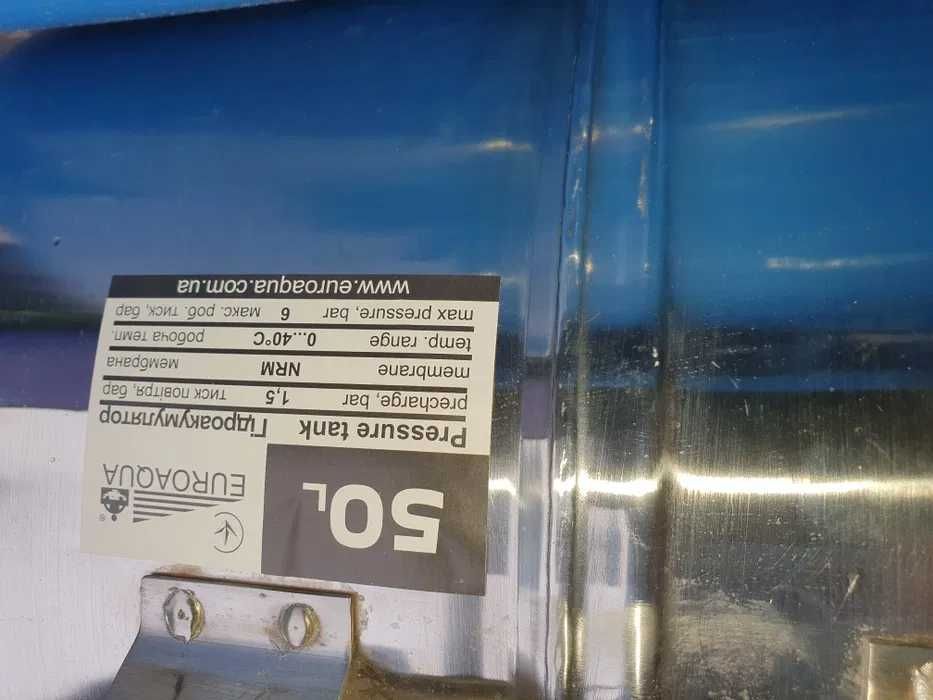 50L
EUROAQUA ®
Pressure tank Гідроакумулятор
precharge, bar 1,5 тиск повітря, бар
membrane NRM мембрана
temp. range 0...40°C робоча темп.
max pressure, bar 6 макс. роб. тиск, бар
www.euroaqua.com.ua